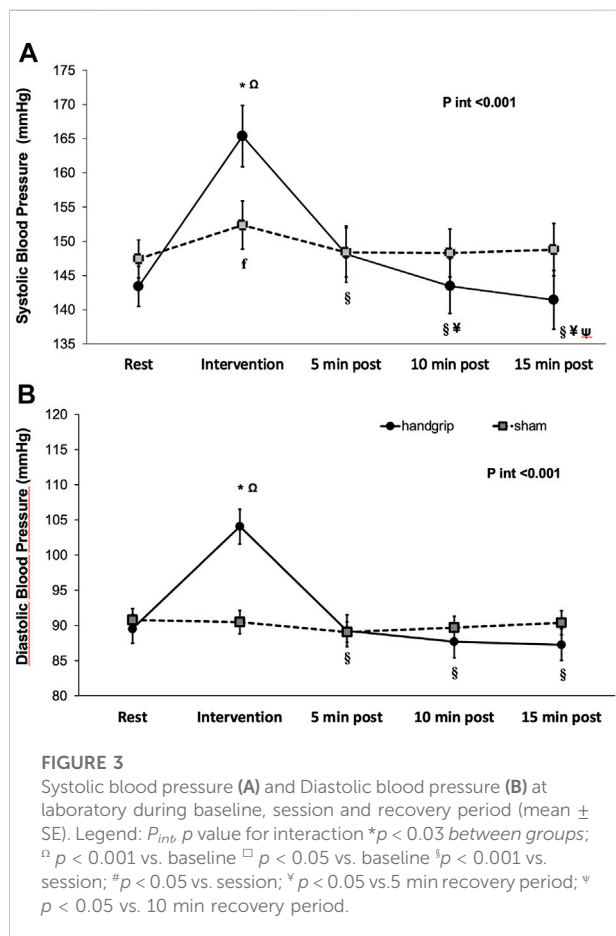 A
Systolic Blood Pressure (mmHg)
175
170
165
160
155
150
145
140
135
* Ω
P int <0.001
f
§
§ ¥
§ ¥ Ψ
Rest Intervention 5 min post 10 min post 15 min post
B
Diastolic Blood Pressure (mmHg)
120
115
110
105
100
95
90
85
80
handgrip sham
* Ω
P int <0.001
§
§
§
Rest Intervention 5 min post 10 min post 15 min post
FIGURE 3
Systolic blood pressure (A) and Diastolic blood pressure (B) at
laboratory during baseline, session and recovery period (mean ±
SE). Legend: Pint, p value for interaction *p < 0.03 between groups;
Ω p < 0.001 vs. baseline □ p < 0.05 vs. baseline §p < 0.001 vs.
session; #p < 0.05 vs. session; ¥ p < 0.05 vs.5 min recovery period; Ψ
p < 0.05 vs. 10 min recovery period.